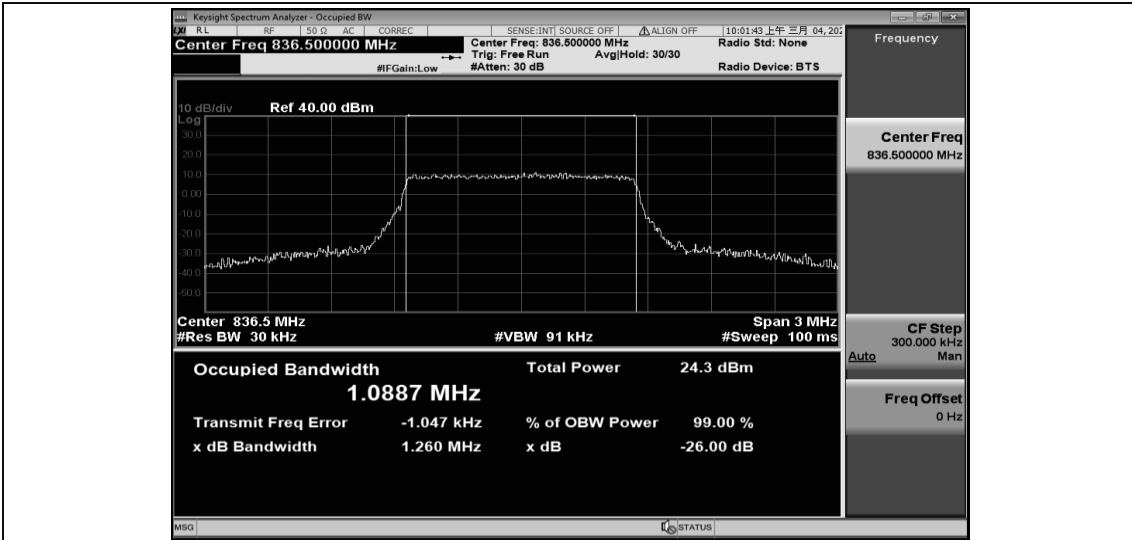 Keysight Spectrum Analyzer - Occupied BW
LXI RL RF 50 Ω AC CORREC SENSE:INT SOURCE OFF ALIGN OFF 10:01:43 上午 三月 04, 202
Center Freq 836.500000 MHz
Center Freq: 836.500000 MHz
Radio Std: None
Trig: Free Run Avg|Hold: 30/30
#IFGain:Low
#Atten: 30 dB
Radio Device: BTS
10 dB/div Ref 40.00 dBm
Log
30.0
20.0
10.0
0.00
-10.0
-20.0
-30.0
-40.0
-50.0
Center 836.5 MHz Span 3 MHz
#Res BW 30 kHz #VBW 91 kHz #Sweep 100 ms
Occupied Bandwidth Total Power 24.3 dBm
1.0887 MHz
Transmit Freq Error -1.047 kHz % of OBW Power 99.00 %
x dB Bandwidth 1.260 MHz x dB -26.00 dB
MSG STATUS
Frequency
Center Freq
836.500000 MHz
CF Step
300.000 kHz
Auto Man
Freq Offset
0 Hz